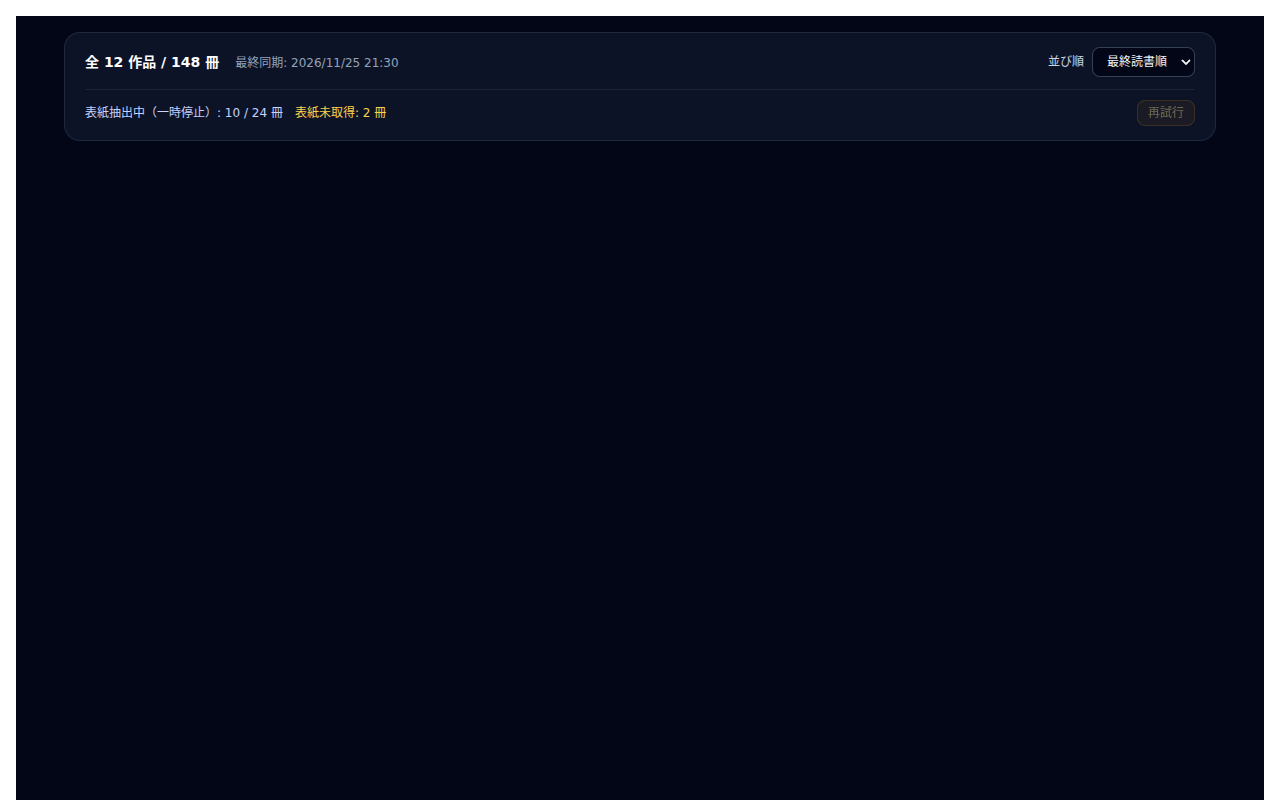 全 12 作品 / 148 冊 最終同期: 2026/11/25 21:30 並び順 最終読書順
表紙抽出中（一時停止）: 10 / 24 冊 表紙未取得: 2 冊 再試行